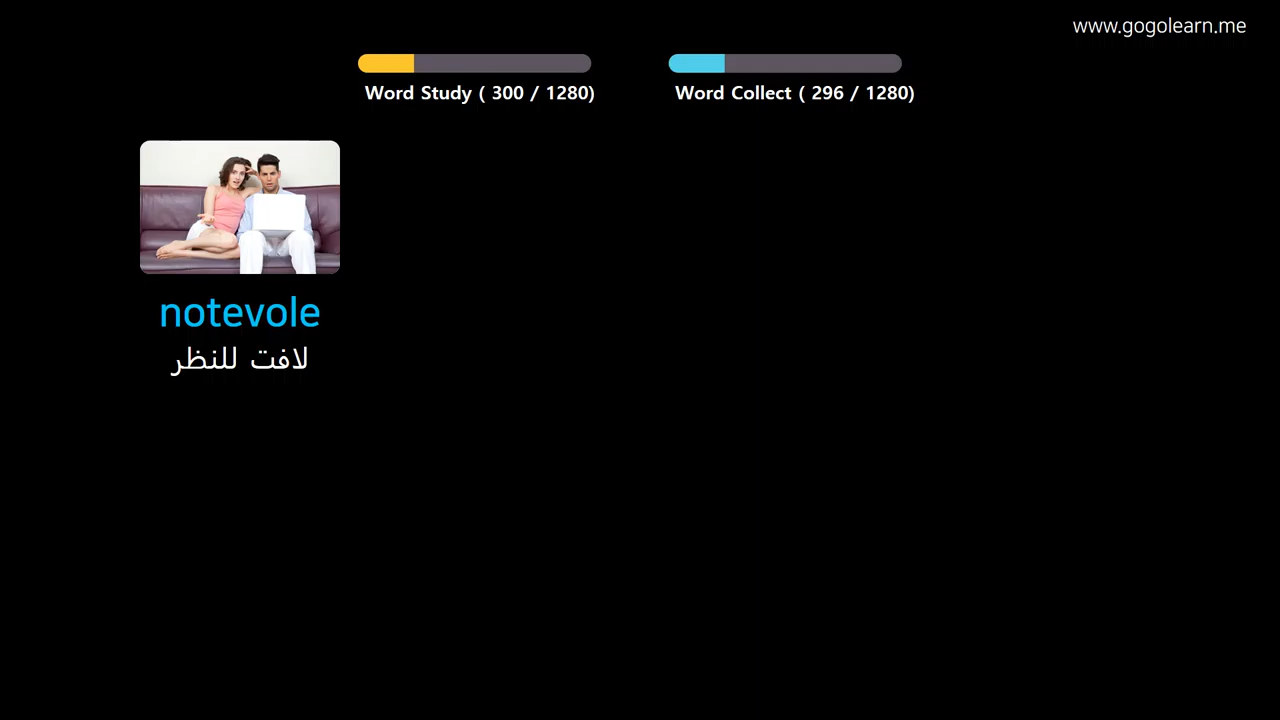 www.gogolearn.me
Word Study ( 300 / 1280)
Word Collect ( 296 / 1280)
notevole
لافت للنظر